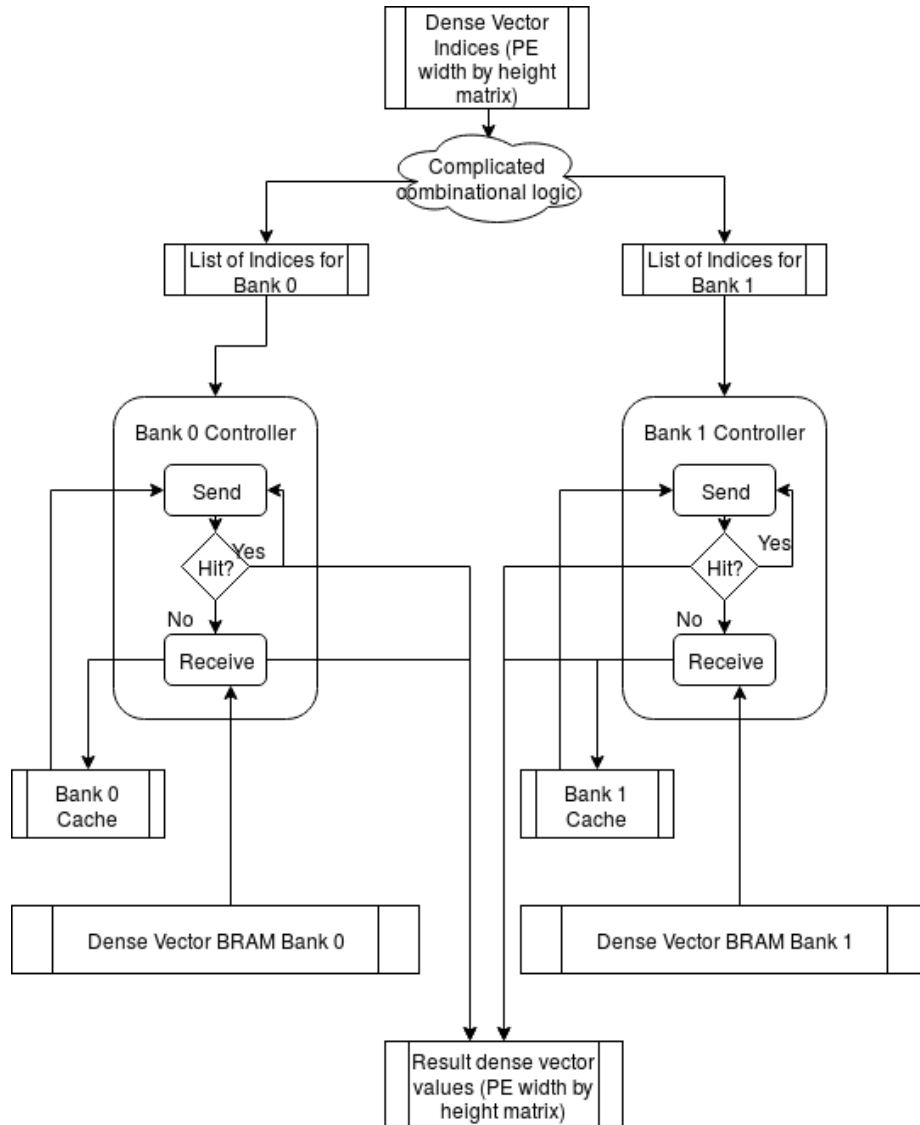 Dense Vector
Indices (PE
width by height
matrix)
Complicated
combinational logic
List of Indices for
Bank 0
List of Indices for
Bank 1
Bank 0 Controller
Send
Yes
Hit?
No
Receive
Bank 1 Controller
Send
Yes
Hit?
No
Receive
Bank 0
Cache
Bank 1
Cache
Dense Vector BRAM Bank 0
Dense Vector BRAM Bank 1
Result dense vector
values (PE width by
height matrix)